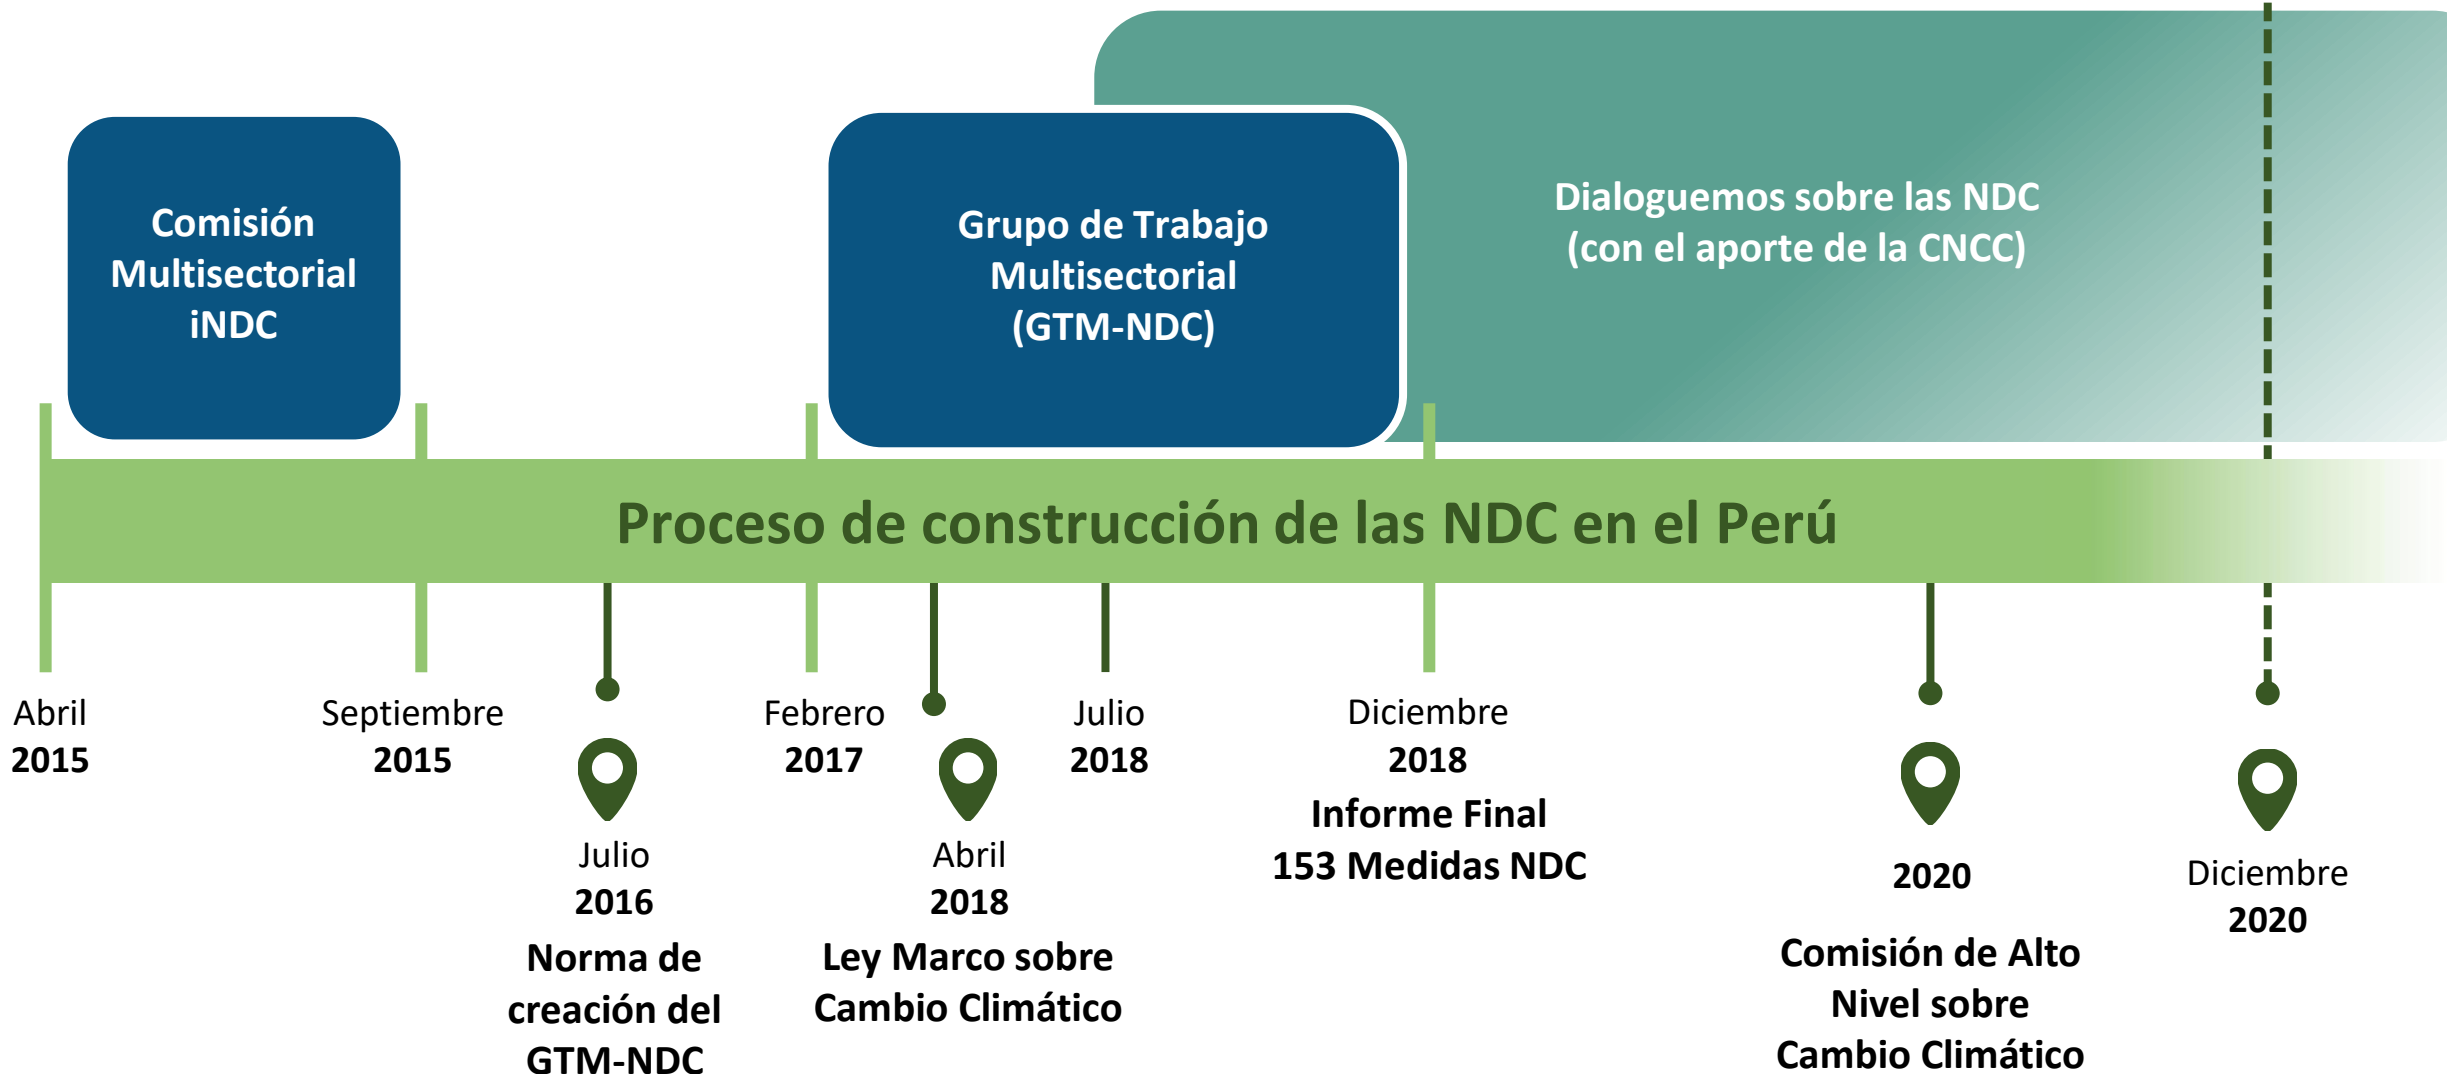 Comisión
Multisectorial
iNDC
Grupo de Trabajo
Multisectorial
(GTM-NDC)
Dialoguemos sobre las NDC
(con el aporte de la CNCC)
Proceso de construcción de las NDC en el Perú
Abril
2015
Septiembre
2015
Julio
2016
Norma de
creación del
GTM-NDC
Febrero
2017
Abril
2018
Ley Marco sobre
Cambio Climático
Julio
2018
Diciembre
2018
Informe Final
153 Medidas NDC
2020
Comisión de Alto
Nivel sobre
Cambio Climático
Diciembre
2020